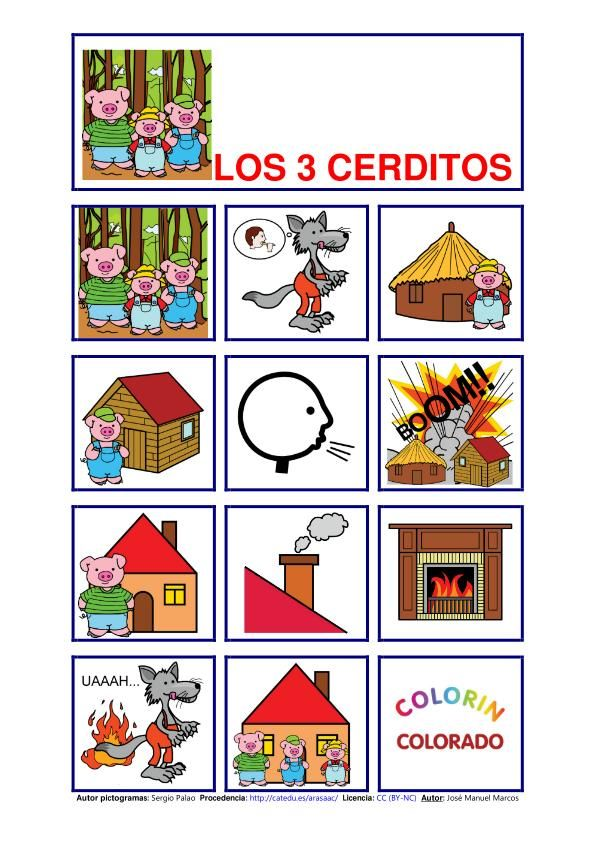 LOS 3 CERDITOS
BOOM!!
UAAAH...
COLORIN
COLORADO
Autor pictogramas: Sergio Palao Procedencia: http://catedu.es/arasaac/ Licencia: CC (BY-NC) Autor: José Manuel Marcos